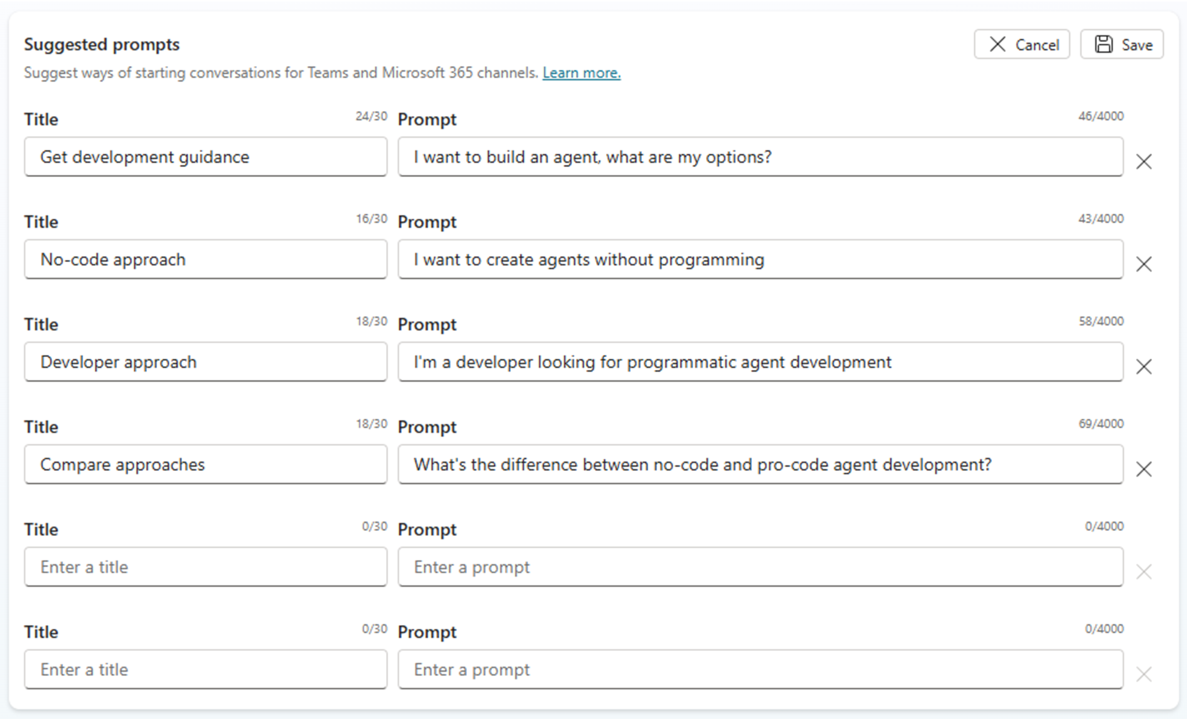 Suggested prompts
Cancel
Save
Suggest ways of starting conversations for Teams and Microsoft 365 channels. Learn more.
Title 24/30 Prompt 46/4000
Get development guidance
I want to build an agent, what are my options?
Title 16/30 Prompt 43/4000
No-code approach
I want to create agents without programming
Title 18/30 Prompt 58/4000
Developer approach
I'm a developer looking for programmatic agent development
Title 18/30 Prompt 69/4000
Compare approaches
What's the difference between no-code and pro-code agent development?
Title 0/30 Prompt 0/4000
Enter a title
Enter a prompt
Title 0/30 Prompt 0/4000
Enter a title
Enter a prompt